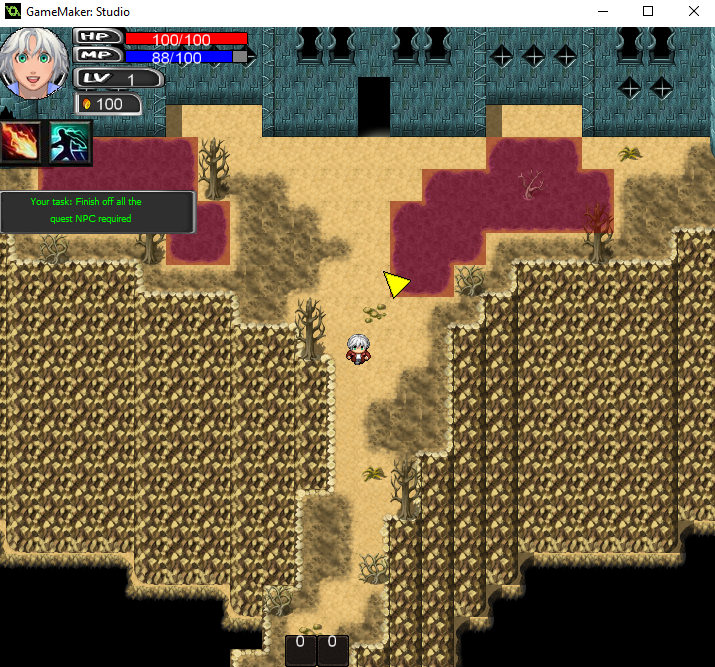 GameMaker: Studio
HP 100/100
MP 88/100
LV 1
100
Your task: Finish off all the
quest NPC required
0 0